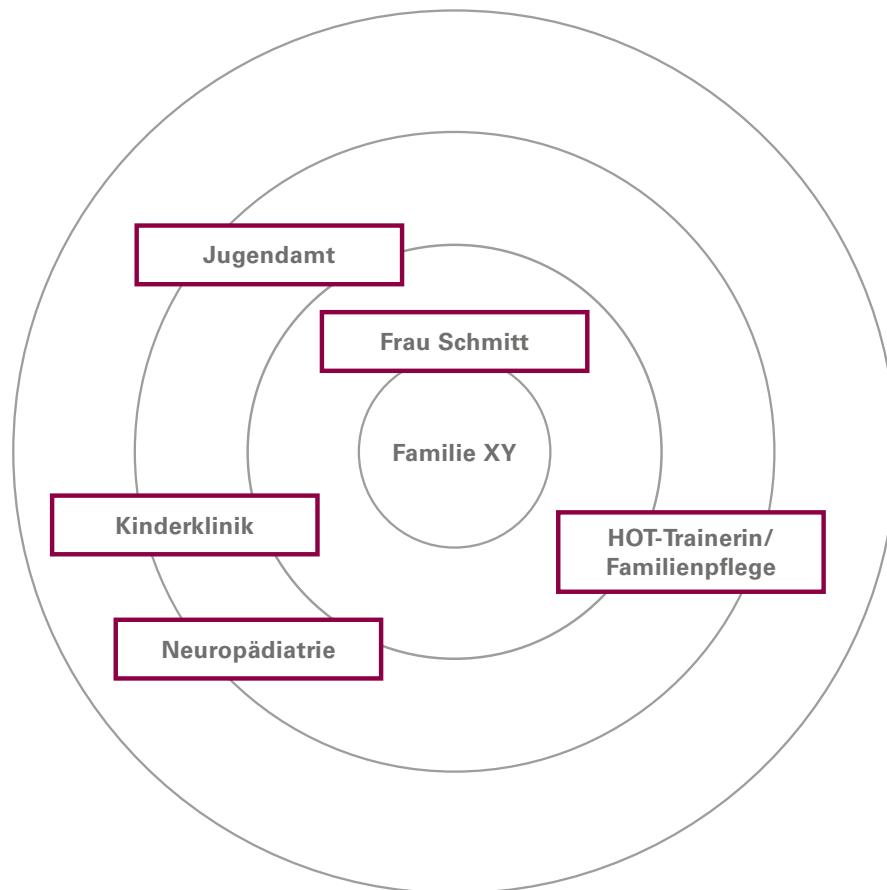 Jugendamt
Frau Schmitt
Familie XY
Kinderklinik
HOT-Trainerin/
Familienpflege
Neuropädiatrie